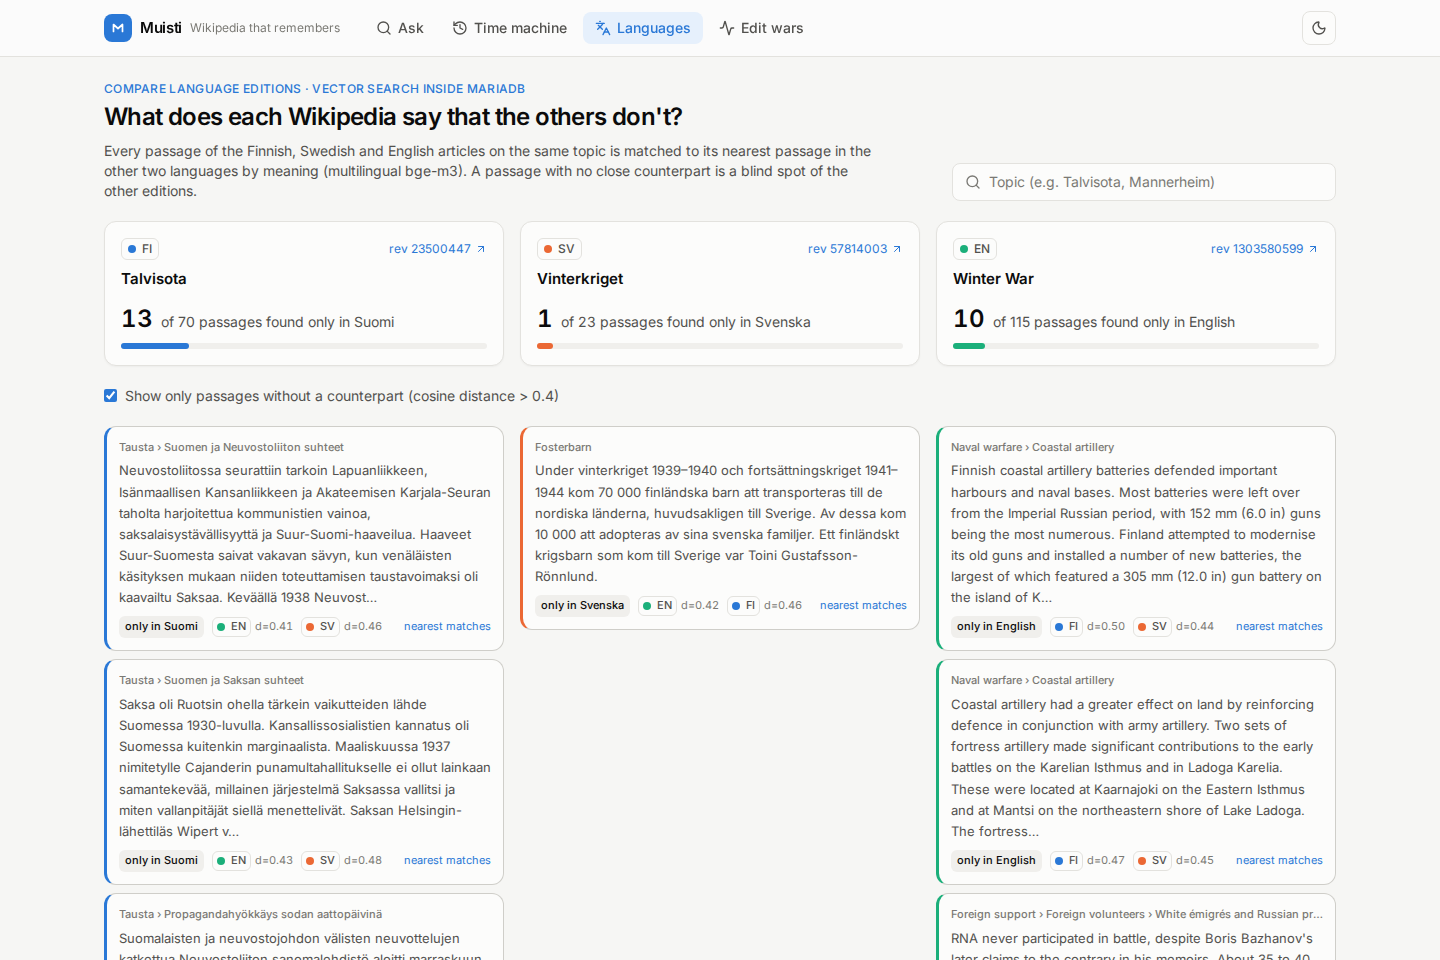 Muisti Wikipedia that remembers Ask Time machine Languages Edit wars
COMPARE LANGUAGE EDITIONS · VECTOR SEARCH INSIDE MARIADB
What does each Wikipedia say that the others don't?
Every passage of the Finnish, Swedish and English articles on the same topic is matched to its nearest passage in the
other two languages by meaning (multilingual bge-m3). A passage with no close counterpart is a blind spot of the
other editions.
Topic (e.g. Talvisota, Mannerheim)
FI rev 23500447
Talvisota
13 of 70 passages found only in Suomi
SV rev 57814003
Vinterkriget
1 of 23 passages found only in Svenska
EN rev 1303580599
Winter War
10 of 115 passages found only in English
Show only passages without a counterpart (cosine distance > 0.4)
Tausta › Suomen ja Neuvostoliiton suhteet
Neuvostoliitossa seurattiin tarkoin Lapuanliikkeen,
Isänmaallisen Kansanliikkeen ja Akateemisen Karjala-Seuran
taholta harjoitettua kommunistien vainoa,
saksalaisystävällisyyttä ja Suur-Suomi-haaveilua. Haaveet
Suur-Suomesta saivat vakavan sävyn, kun venäläisten
käsityksen mukaan niiden toteuttamisen taustavoimaksi oli
kaavailtu Saksaa. Keväällä 1938 Neuvost...
only in Suomi EN d=0.41 SV d=0.46 nearest matches
Tausta › Suomen ja Saksan suhteet
Saksa oli Ruotsin ohella tärkein vaikutteiden lähde
Suomessa 1930-luvulla. Kansallissosialistien kannatus oli
Suomessa kuitenkin marginaalista. Maaliskuussa 1937
nimitetylle Cajanderin punamultahallitukselle ei ollut lainkaan
samantekevää, millainen järjestelmä Saksassa vallitsi ja
miten vallanpitäjät siellä menettelivät. Saksan Helsingin-
lähettiläs Wipert v...
only in Suomi EN d=0.43 SV d=0.48 nearest matches
Tausta › Propagandahyökkäys sodan aattopäivinä
Suomalaisten ja neuvostojohdon välisten neuvottelujen
katkettua Neuvostoliiton sanomalehdistö aloitti marraskuun
Fosterbarn
Under vinterkriget 1939–1940 och fortsättningskriget 1941–
1944 kom 70 000 finländska barn att transporteras till de
nordiska länderna, huvudsakligen till Sverige. Av dessa kom
10 000 att adopteras av sina svenska familjer. Ett finländskt
krigsbarn som kom till Sverige var Toini Gustafsson-
Rönnlund.
only in Svenska EN d=0.42 FI d=0.46 nearest matches
Naval warfare › Coastal artillery
Finnish coastal artillery batteries defended important
harbours and naval bases. Most batteries were left over
from the Imperial Russian period, with 152 mm (6.0 in) guns
being the most numerous. Finland attempted to modernise
its old guns and installed a number of new batteries, the
largest of which featured a 305 mm (12.0 in) gun battery on
the island of K...
only in English FI d=0.50 SV d=0.44 nearest matches
Naval warfare › Coastal artillery
Coastal artillery had a greater effect on land by reinforcing
defence in conjunction with army artillery. Two sets of
fortress artillery made significant contributions to the early
battles on the Karelian Isthmus and in Ladoga Karelia.
These were located at Kaarnajoki on the Eastern Isthmus
and at Mantsi on the northeastern shore of Lake Ladoga.
The fortress...
only in English FI d=0.47 SV d=0.45 nearest matches
Foreign support › Foreign volunteers › White émigrés and Russian pr...
RNA never participated in battle, despite Boris Bazhanov's
later claims to the contrary in his memoirs. About 35 to 40